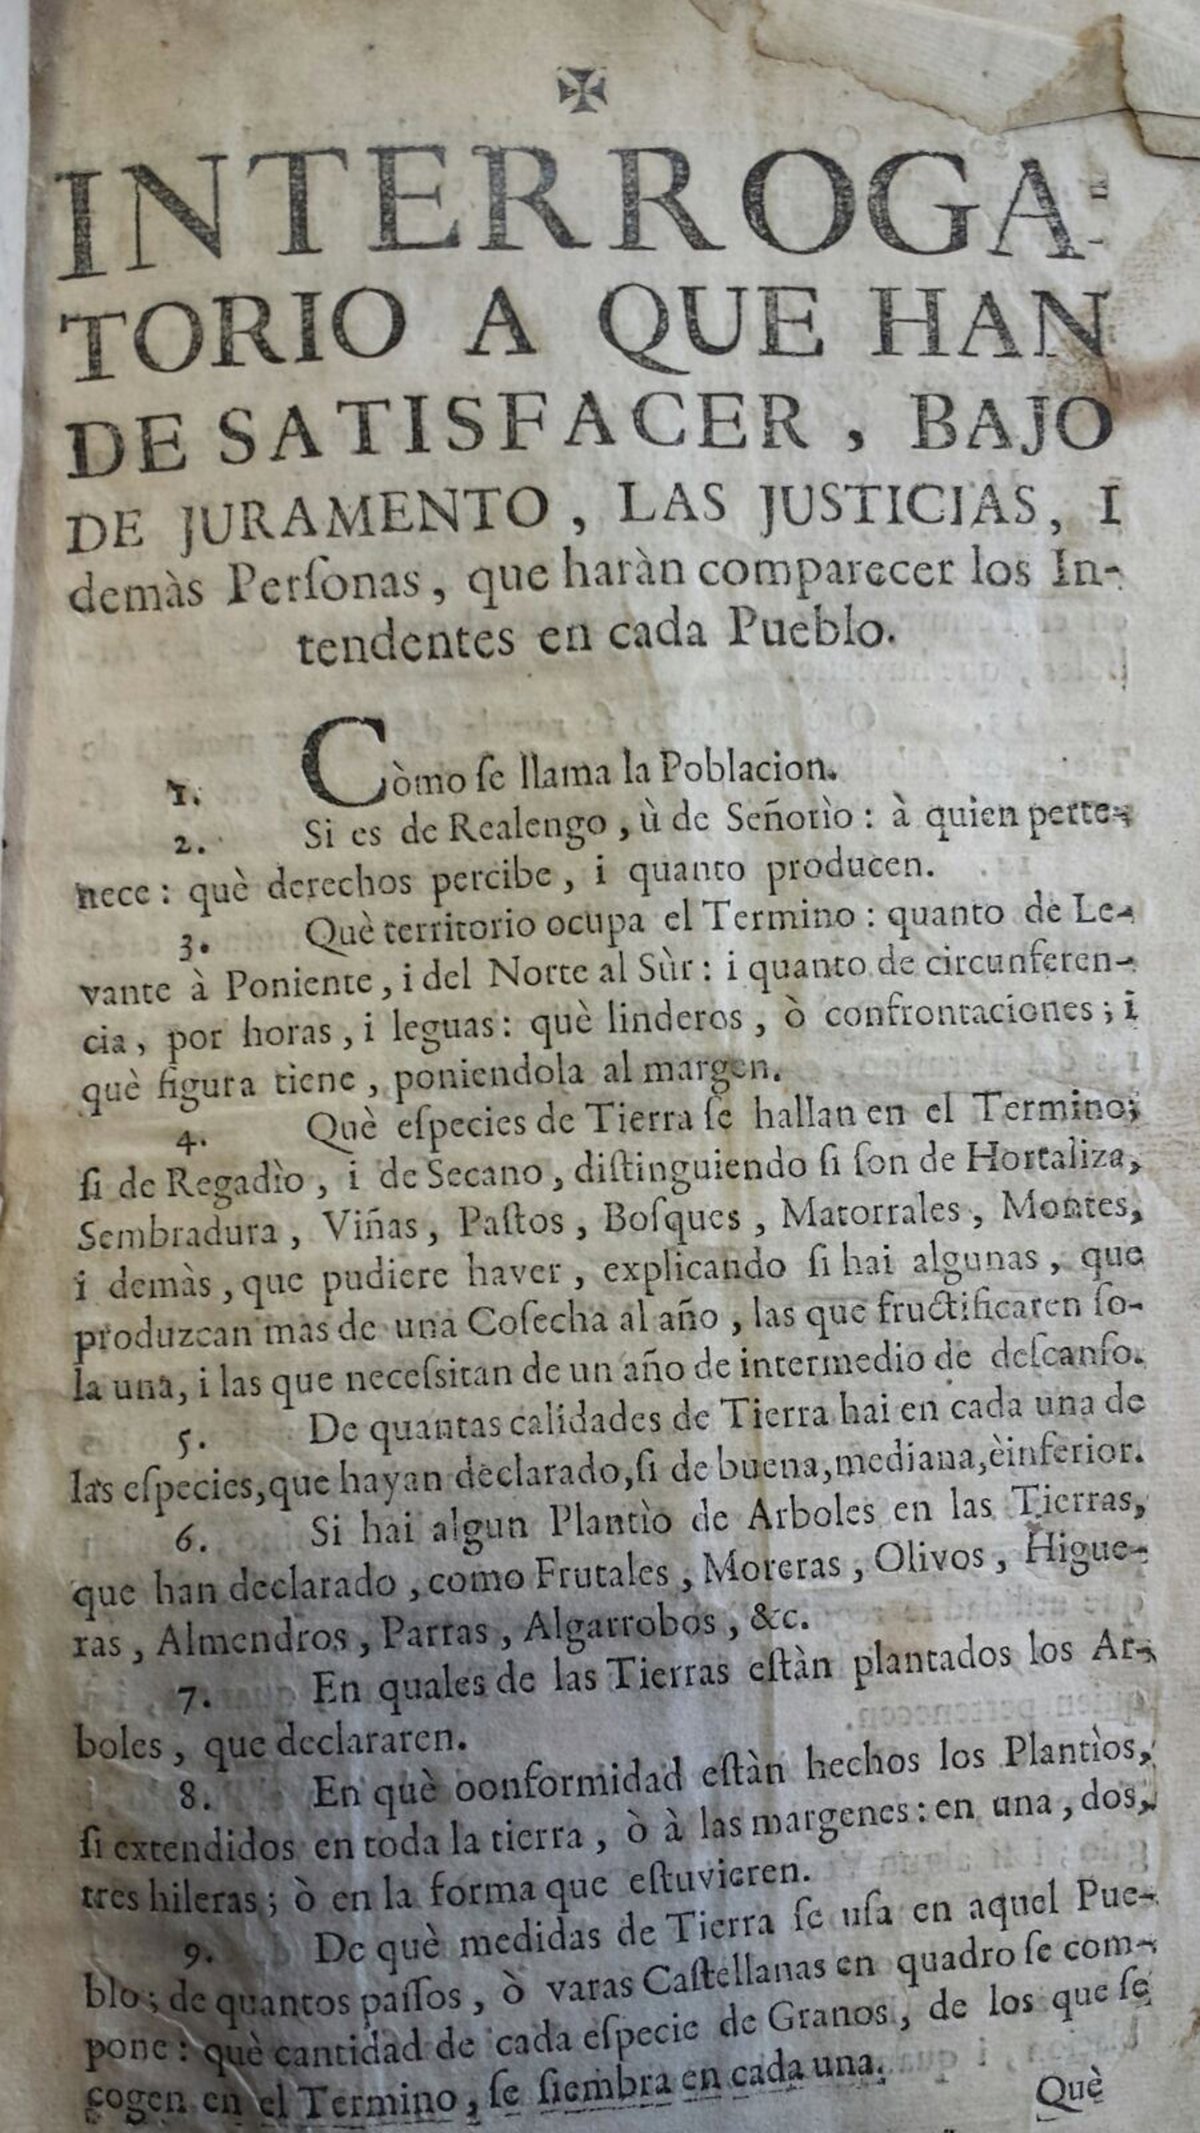 ✠
INTERROGA-
TORIO A QUE HAN
DE SATISFACER, BAJO
DE JURAMENTO, LAS JUSTICIAS, I
demàs Perſonas, que haràn comparecer los In-
tendentes en cada Pueblo.
1. Còmo ſe llama la Poblacion.
2. Si es de Realengo, ù de Señorìo: à quien perte-
nece: què derechos percibe, i quanto producen.
3. Què territorio ocupa el Termino: quanto de Le-
vante à Poniente, i del Norte al Sùr: i quanto de circunferen-
cia, por horas, i leguas: què linderos, ò confrontaciones; i
què figura tiene, poniendola al margen.
4. Què eſpecies de Tierra ſe hallan en el Termino;
ſi de Regadìo, i de Secano, diſtinguiendo ſi ſon de Hortaliza,
Sembradura, Viñas, Paſtos, Boſques, Matorrales, Montes,
i demàs, que pudiere haver, explicando ſi hai algunas, que
produzcan mas de una Coſecha al año, las que fructificaren ſo-
la una, i las que neceſsitan de un año de intermedio de deſcanſo.
5. De quantas calidades de Tierra hai en cada una de
las eſpecies, que hayan declarado, ſi de buena, mediana, è inferior.
6. Si hai algun Plantìo de Arboles en las Tierras,
que han declarado, como Frutales, Moreras, Olivos, Higue-
ras, Almendros, Parras, Algarrobos, &c.
7. En quales de las Tierras eſtàn plantados los Ar-
boles, que declararen.
8. En què oonformidad eſtàn hechos los Plantìos,
ſi extendidos en toda la tierra, ò à las margenes: en una, dos,
tres hileras; ò en la forma que eſtuvieren.
9. De què medidas de Tierra ſe uſa en aquel Pue-
blo; de quantos paſſos, ò varas Caſtellanas en quadro ſe com-
pone: què cantidad de cada eſpecie de Granos, de los que ſe
cogen en el Termino, ſe ſiembra en cada una.
Què